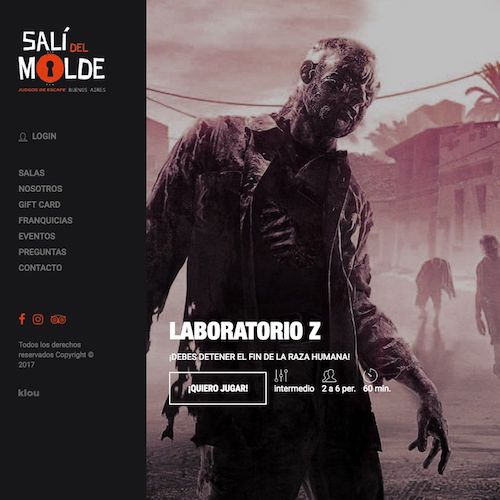 SALÍ DEL
MOLDE
JUEGOS DE ESCAPE BUENOS AIRES
LOGIN
SALAS
NOSOTROS
GIFT CARD
FRANQUICIAS
EVENTOS
PREGUNTAS
CONTACTO
Todos los derechos
reservados Copyright ©
2017
klou
LABORATORIO Z
¡DEBES DETENER EL FIN DE LA RAZA HUMANA!
¡QUIERO JUGAR!
intermedio
2 a 6 per.
60 min.